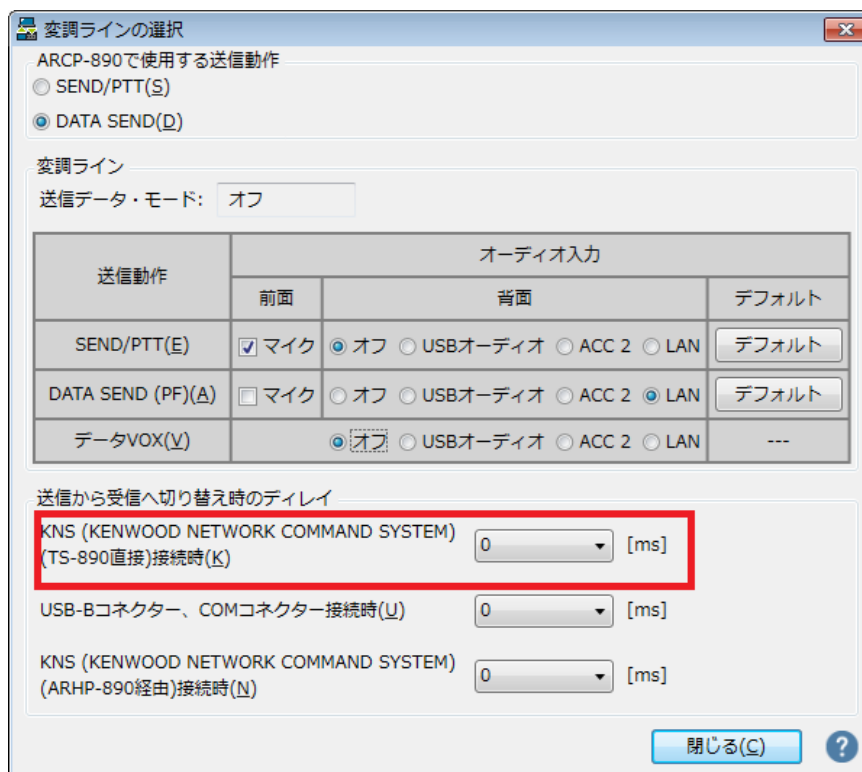 変調ラインの選択
ARCP-890で使用する送信動作
SEND/PTT(S)
DATA SEND(D)
変調ライン
送信データ・モード: オフ
送信動作
オーディオ入力
前面 背面 デフォルト
SEND/PTT(E) マイク オフ USBオーディオ ACC 2 LAN デフォルト
DATA SEND (PF)(A) マイク オフ USBオーディオ ACC 2 LAN デフォルト
データVOX(V) オフ USBオーディオ ACC 2 LAN ---
送信から受信へ切り替え時のディレイ
KNS (KENWOOD NETWORK COMMAND SYSTEM)
(TS-890直接)接続時(K) 0 [ms]
USB-Bコネクター、COMコネクター接続時(U) 0 [ms]
KNS (KENWOOD NETWORK COMMAND SYSTEM)
(ARHP-890経由)接続時(N) 0 [ms]
閉じる(C) ?